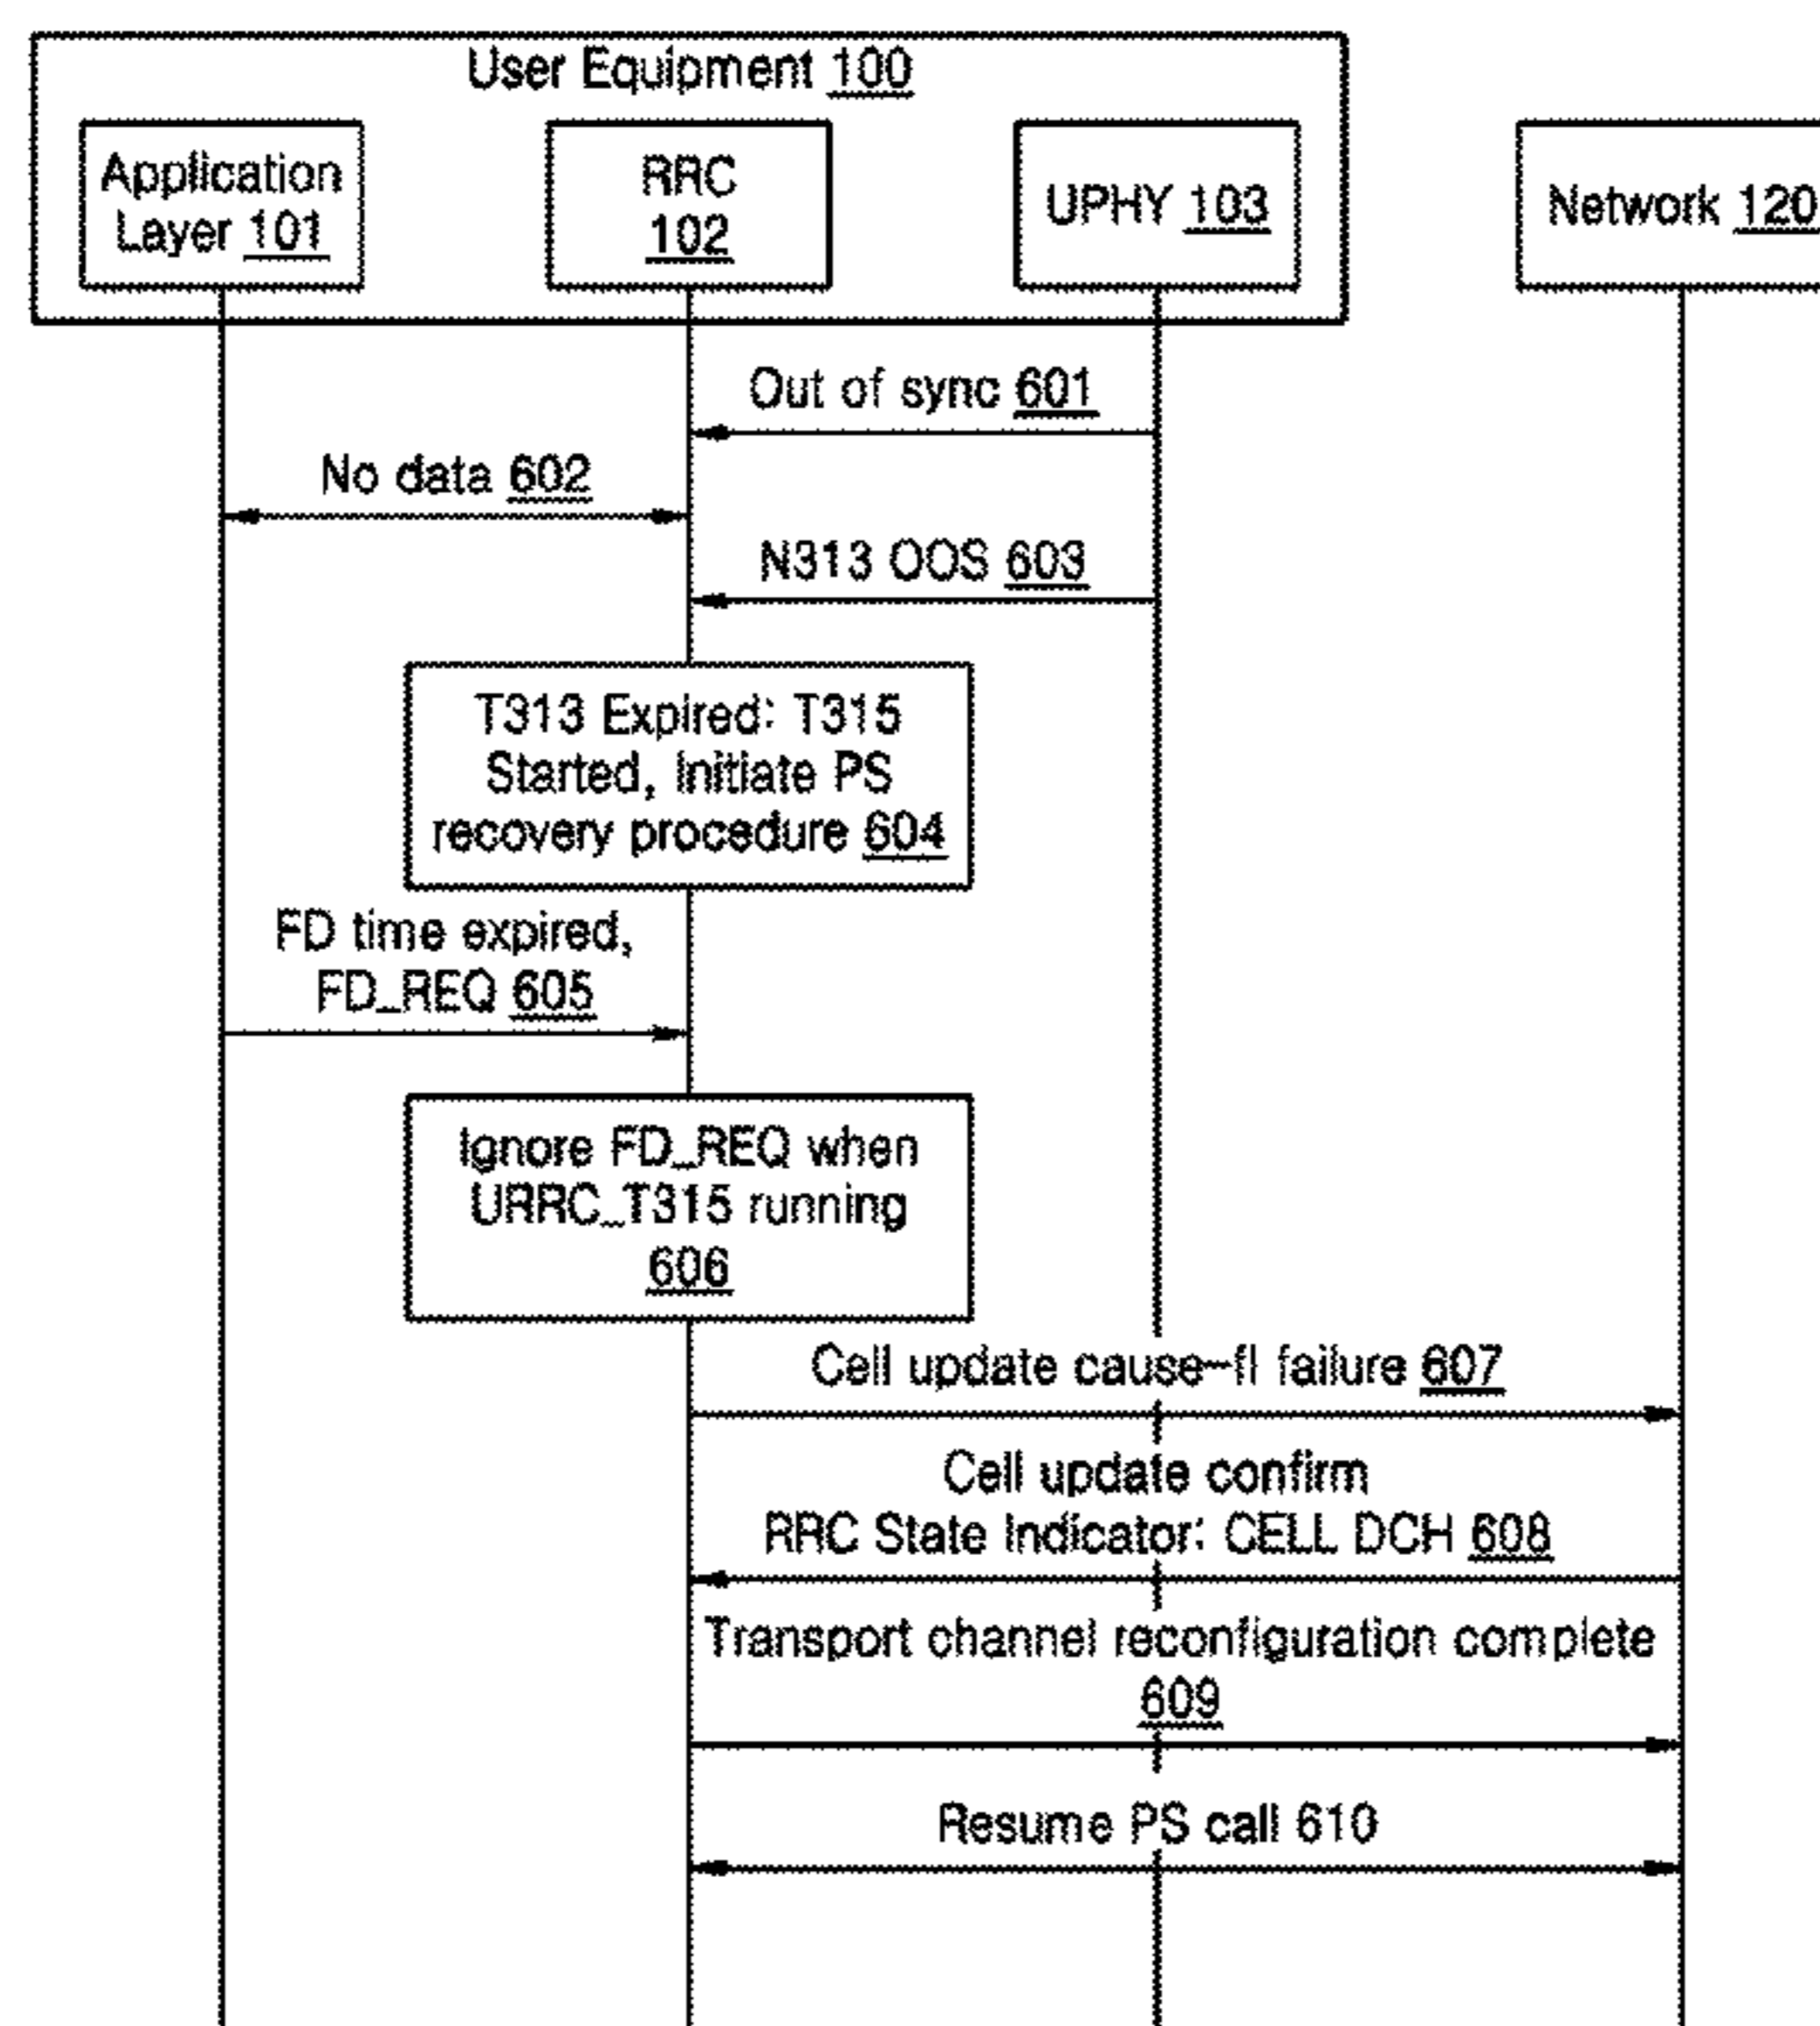 User Equipment 100
Application
Layer 101
RRC
102
UPHY 103
Network 120
Out of sync 601
No data 602
N313 OOS 603
T313 Expired: T315
Started, Initiate PS
recovery procedure 604
FD time expired,
FD_REQ 605
Ignore FD_REQ when
URRC_T315 running
606
Cell update cause-fl failure 607
Cell update confirm
RRC State Indicator: CELL DCH 608
Transport channel reconfiguration complete
609
Resume PS call 610